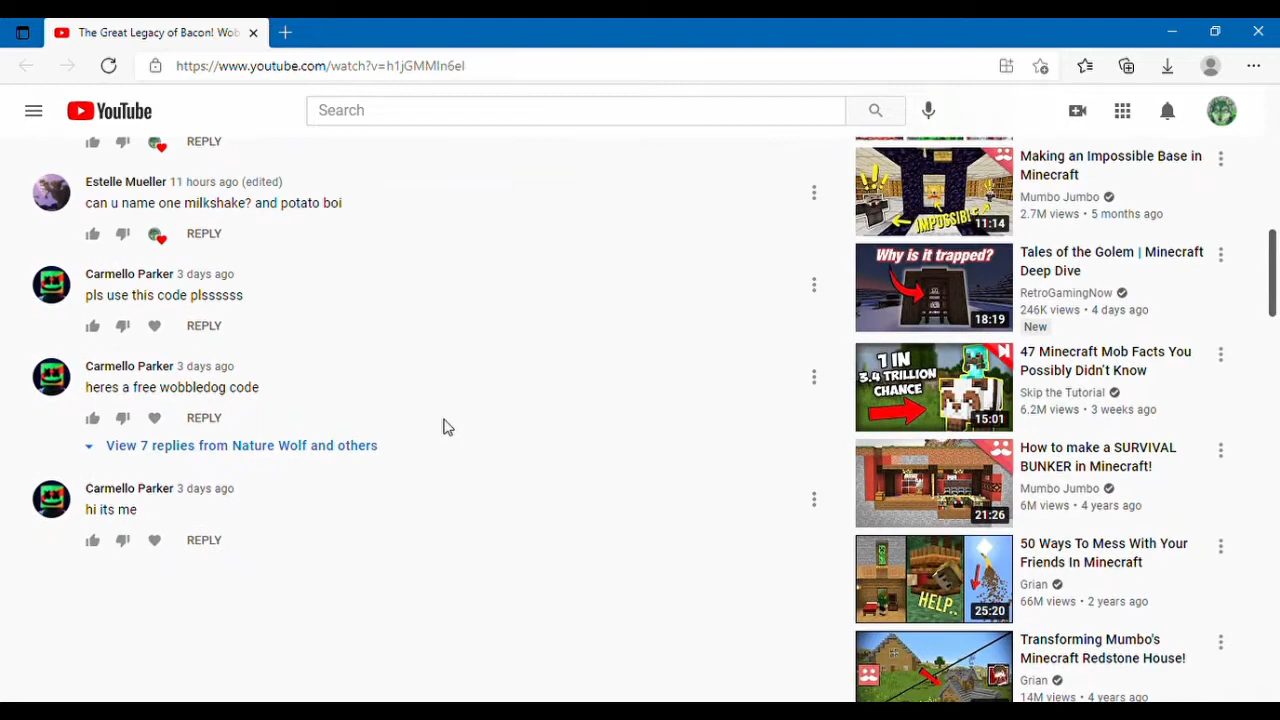 The Great Legacy of Bacon! Wob
https://www.youtube.com/watch?v=h1jGMMIn6eI
YouTube
Search
REPLY
Estelle Mueller 11 hours ago (edited)
can u name one milkshake? and potato boi
REPLY
Carmello Parker 3 days ago
pls use this code plssssss
REPLY
Carmello Parker 3 days ago
heres a free wobbledog code
REPLY
View 7 replies from Nature Wolf and others
Carmello Parker 3 days ago
hi its me
REPLY
IMPOSSIBLE
11:14
Making an Impossible Base in
Minecraft
Mumbo Jumbo
2.7M views • 5 months ago
Why is it trapped?
18:19
Tales of the Golem | Minecraft
Deep Dive
RetroGamingNow
246K views • 4 days ago
New
1 IN
3.4 TRILLION
CHANCE
15:01
47 Minecraft Mob Facts You
Possibly Didn't Know
Skip the Tutorial
6.2M views • 3 weeks ago
21:26
How to make a SURVIVAL
BUNKER in Minecraft!
Mumbo Jumbo
6M views • 4 years ago
HELP.
25:20
50 Ways To Mess With Your
Friends In Minecraft
Grian
66M views • 2 years ago
Transforming Mumbo's
Minecraft Redstone House!
Grian
14M views • 4 years ago